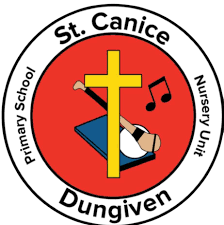 St. Canice
Primary School
Nursery Unit
Dungiven